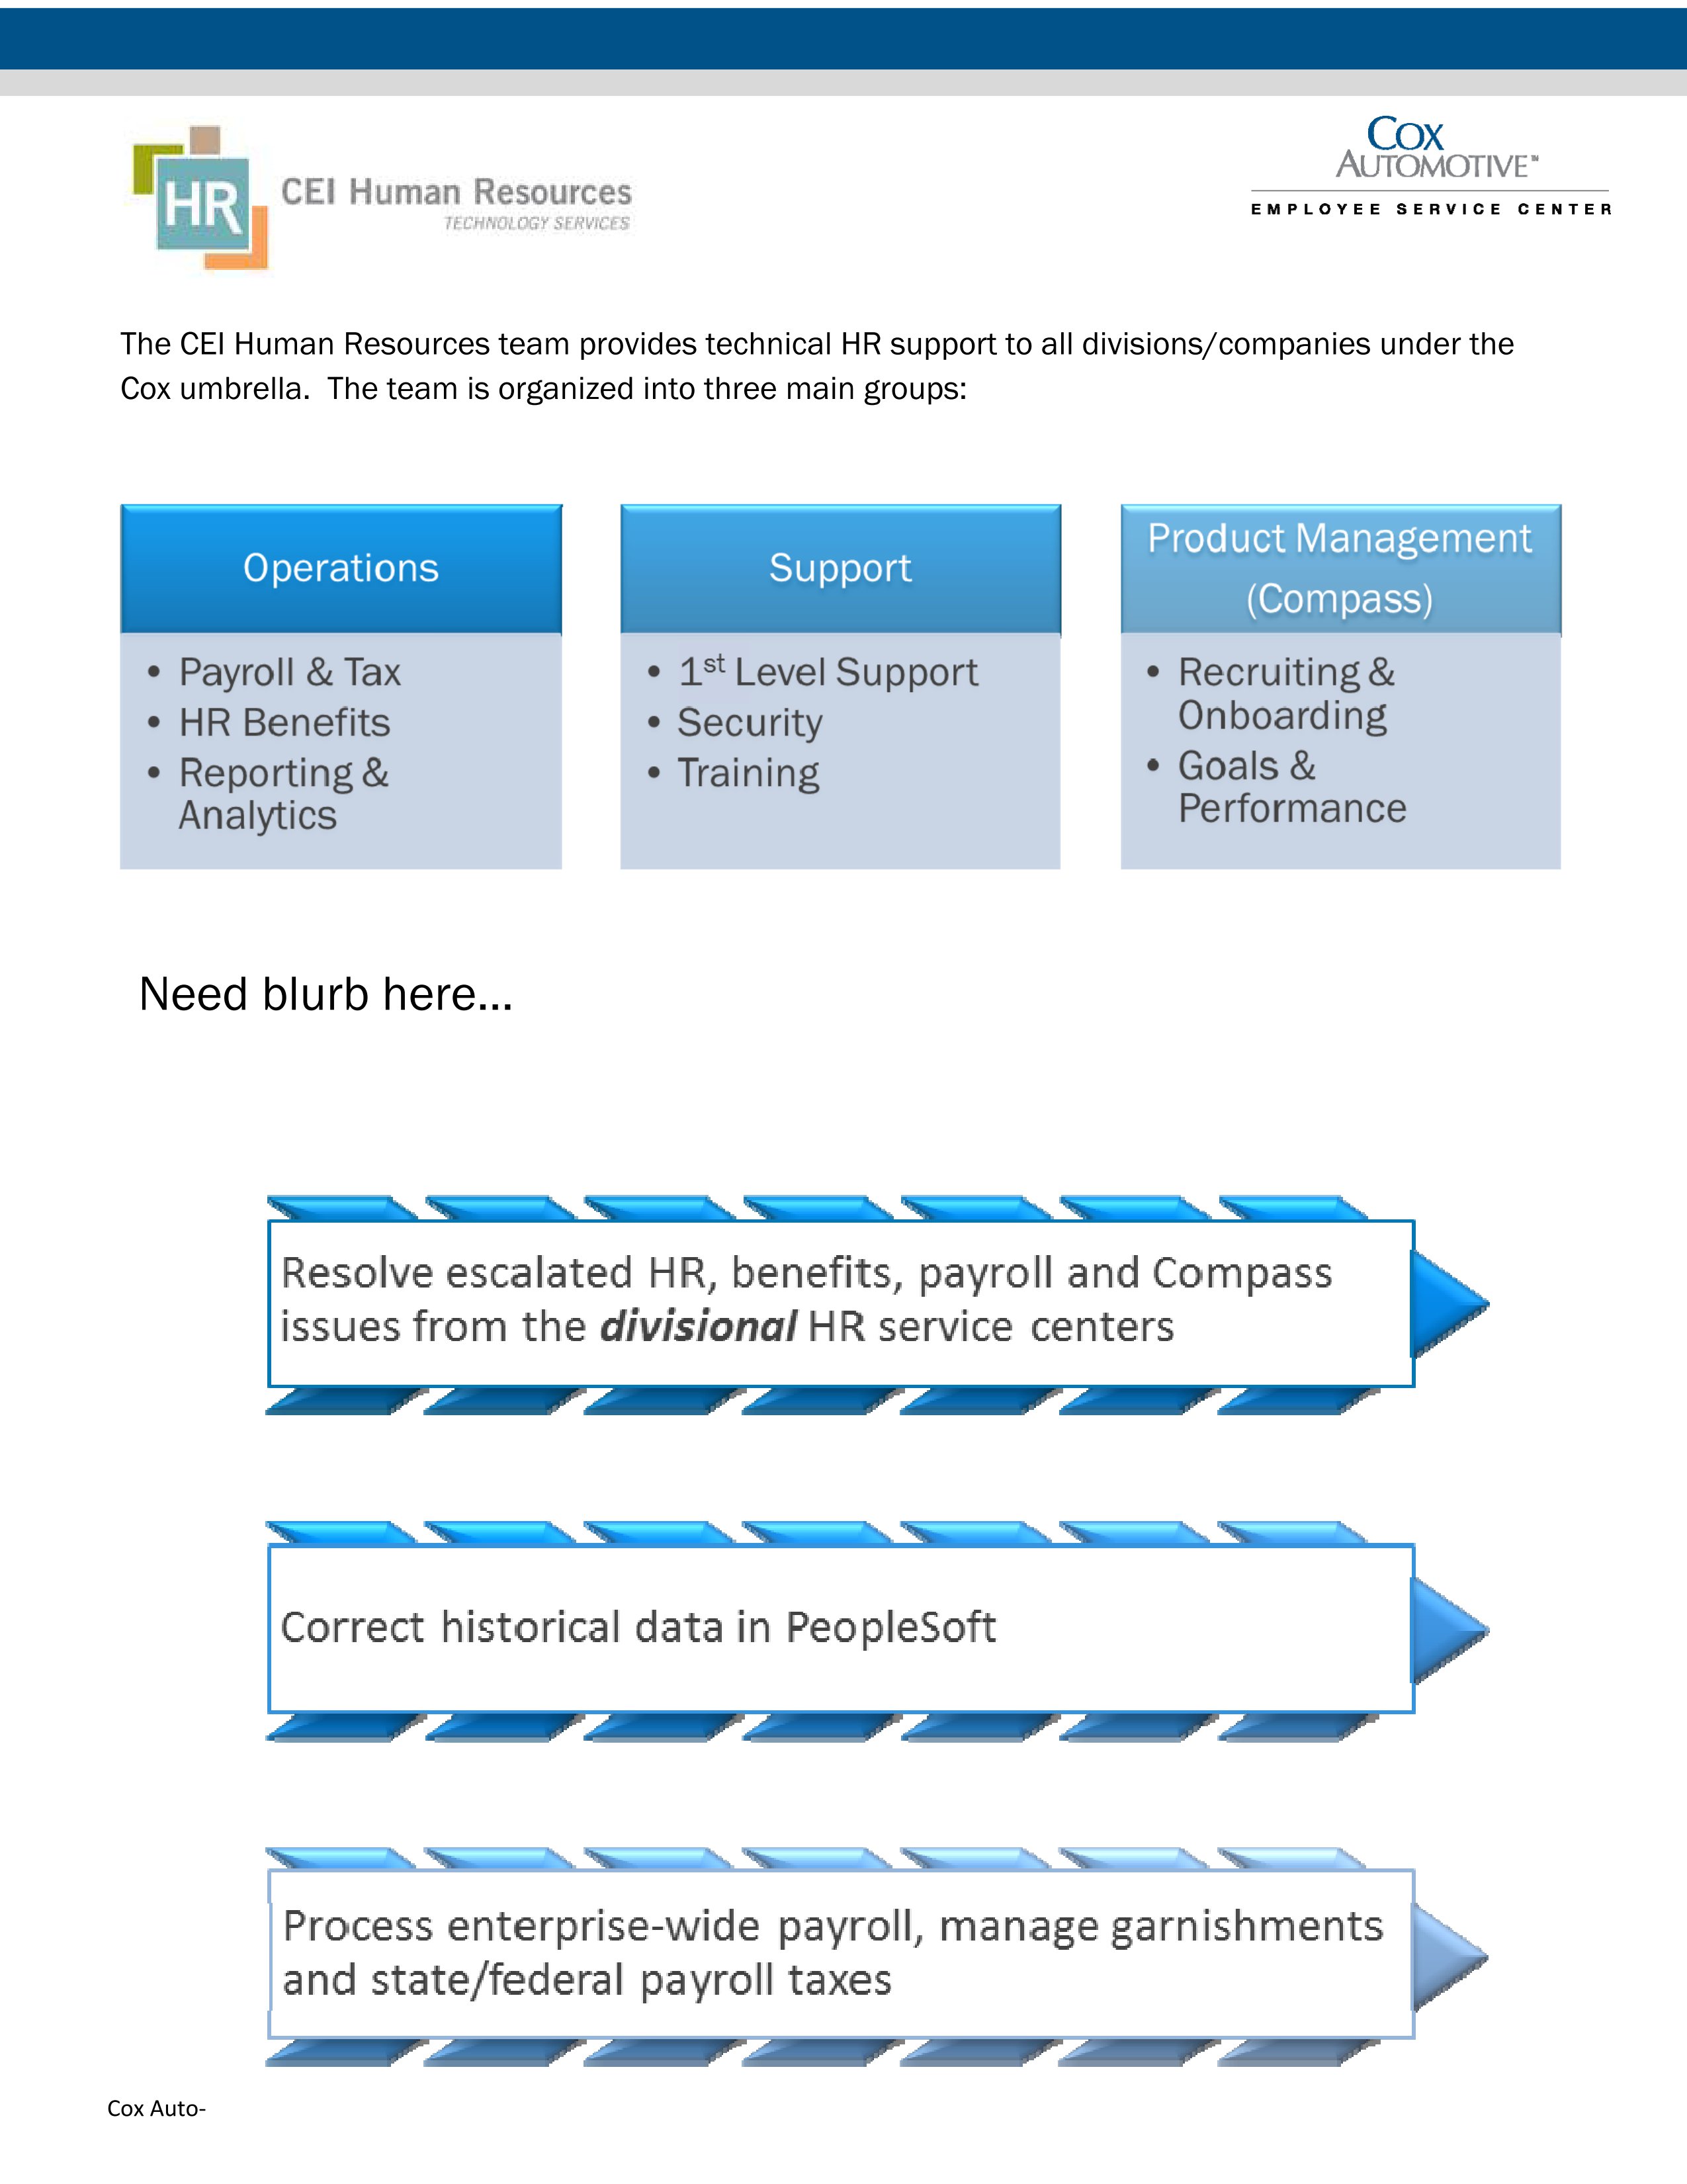 HR
CEI Human Resources
TECHNOLOGY SERVICES
COX
AUTOMOTIVE™
EMPLOYEE SERVICE CENTER
The CEI Human Resources team provides technical HR support to all divisions/companies under the
Cox umbrella.  The team is organized into three main groups:
Operations
• Payroll & Tax
• HR Benefits
• Reporting &
Analytics
Support
• 1st Level Support
• Security
• Training
Product Management
(Compass)
• Recruiting &
Onboarding
• Goals &
Performance
Need blurb here...
Resolve escalated HR, benefits, payroll and Compass
issues from the divisional HR service centers
Correct historical data in PeopleSoft
Process enterprise-wide payroll, manage garnishments
and state/federal payroll taxes
Cox Auto-